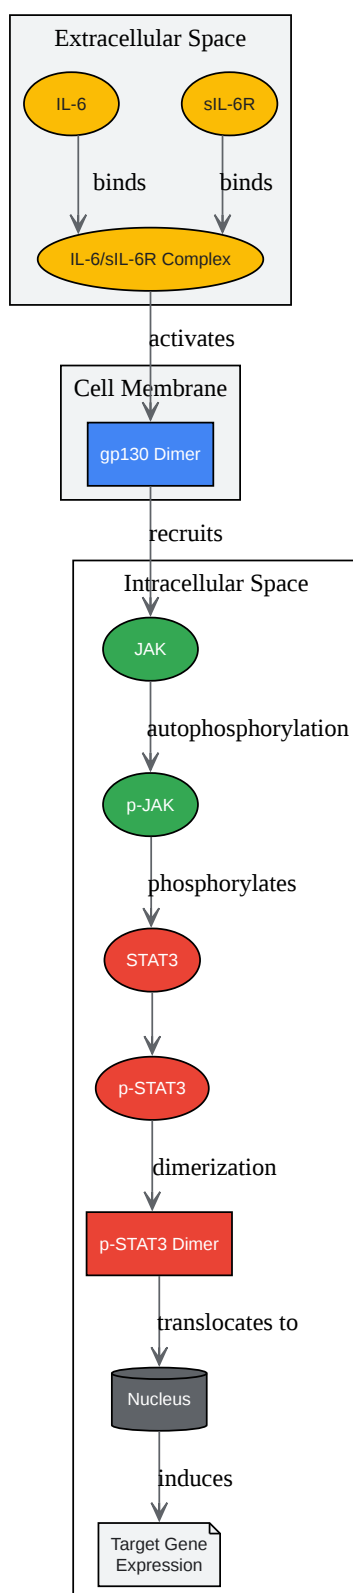 Extracellular Space
IL-6
sIL-6R
binds
binds
IL-6/sIL-6R Complex
activates
Cell Membrane
gp130 Dimer
recruits
Intracellular Space
JAK
autophosphorylation
p-JAK
phosphorylates
STAT3
p-STAT3
dimerization
p-STAT3 Dimer
translocates to
Nucleus
induces
Target Gene
Expression